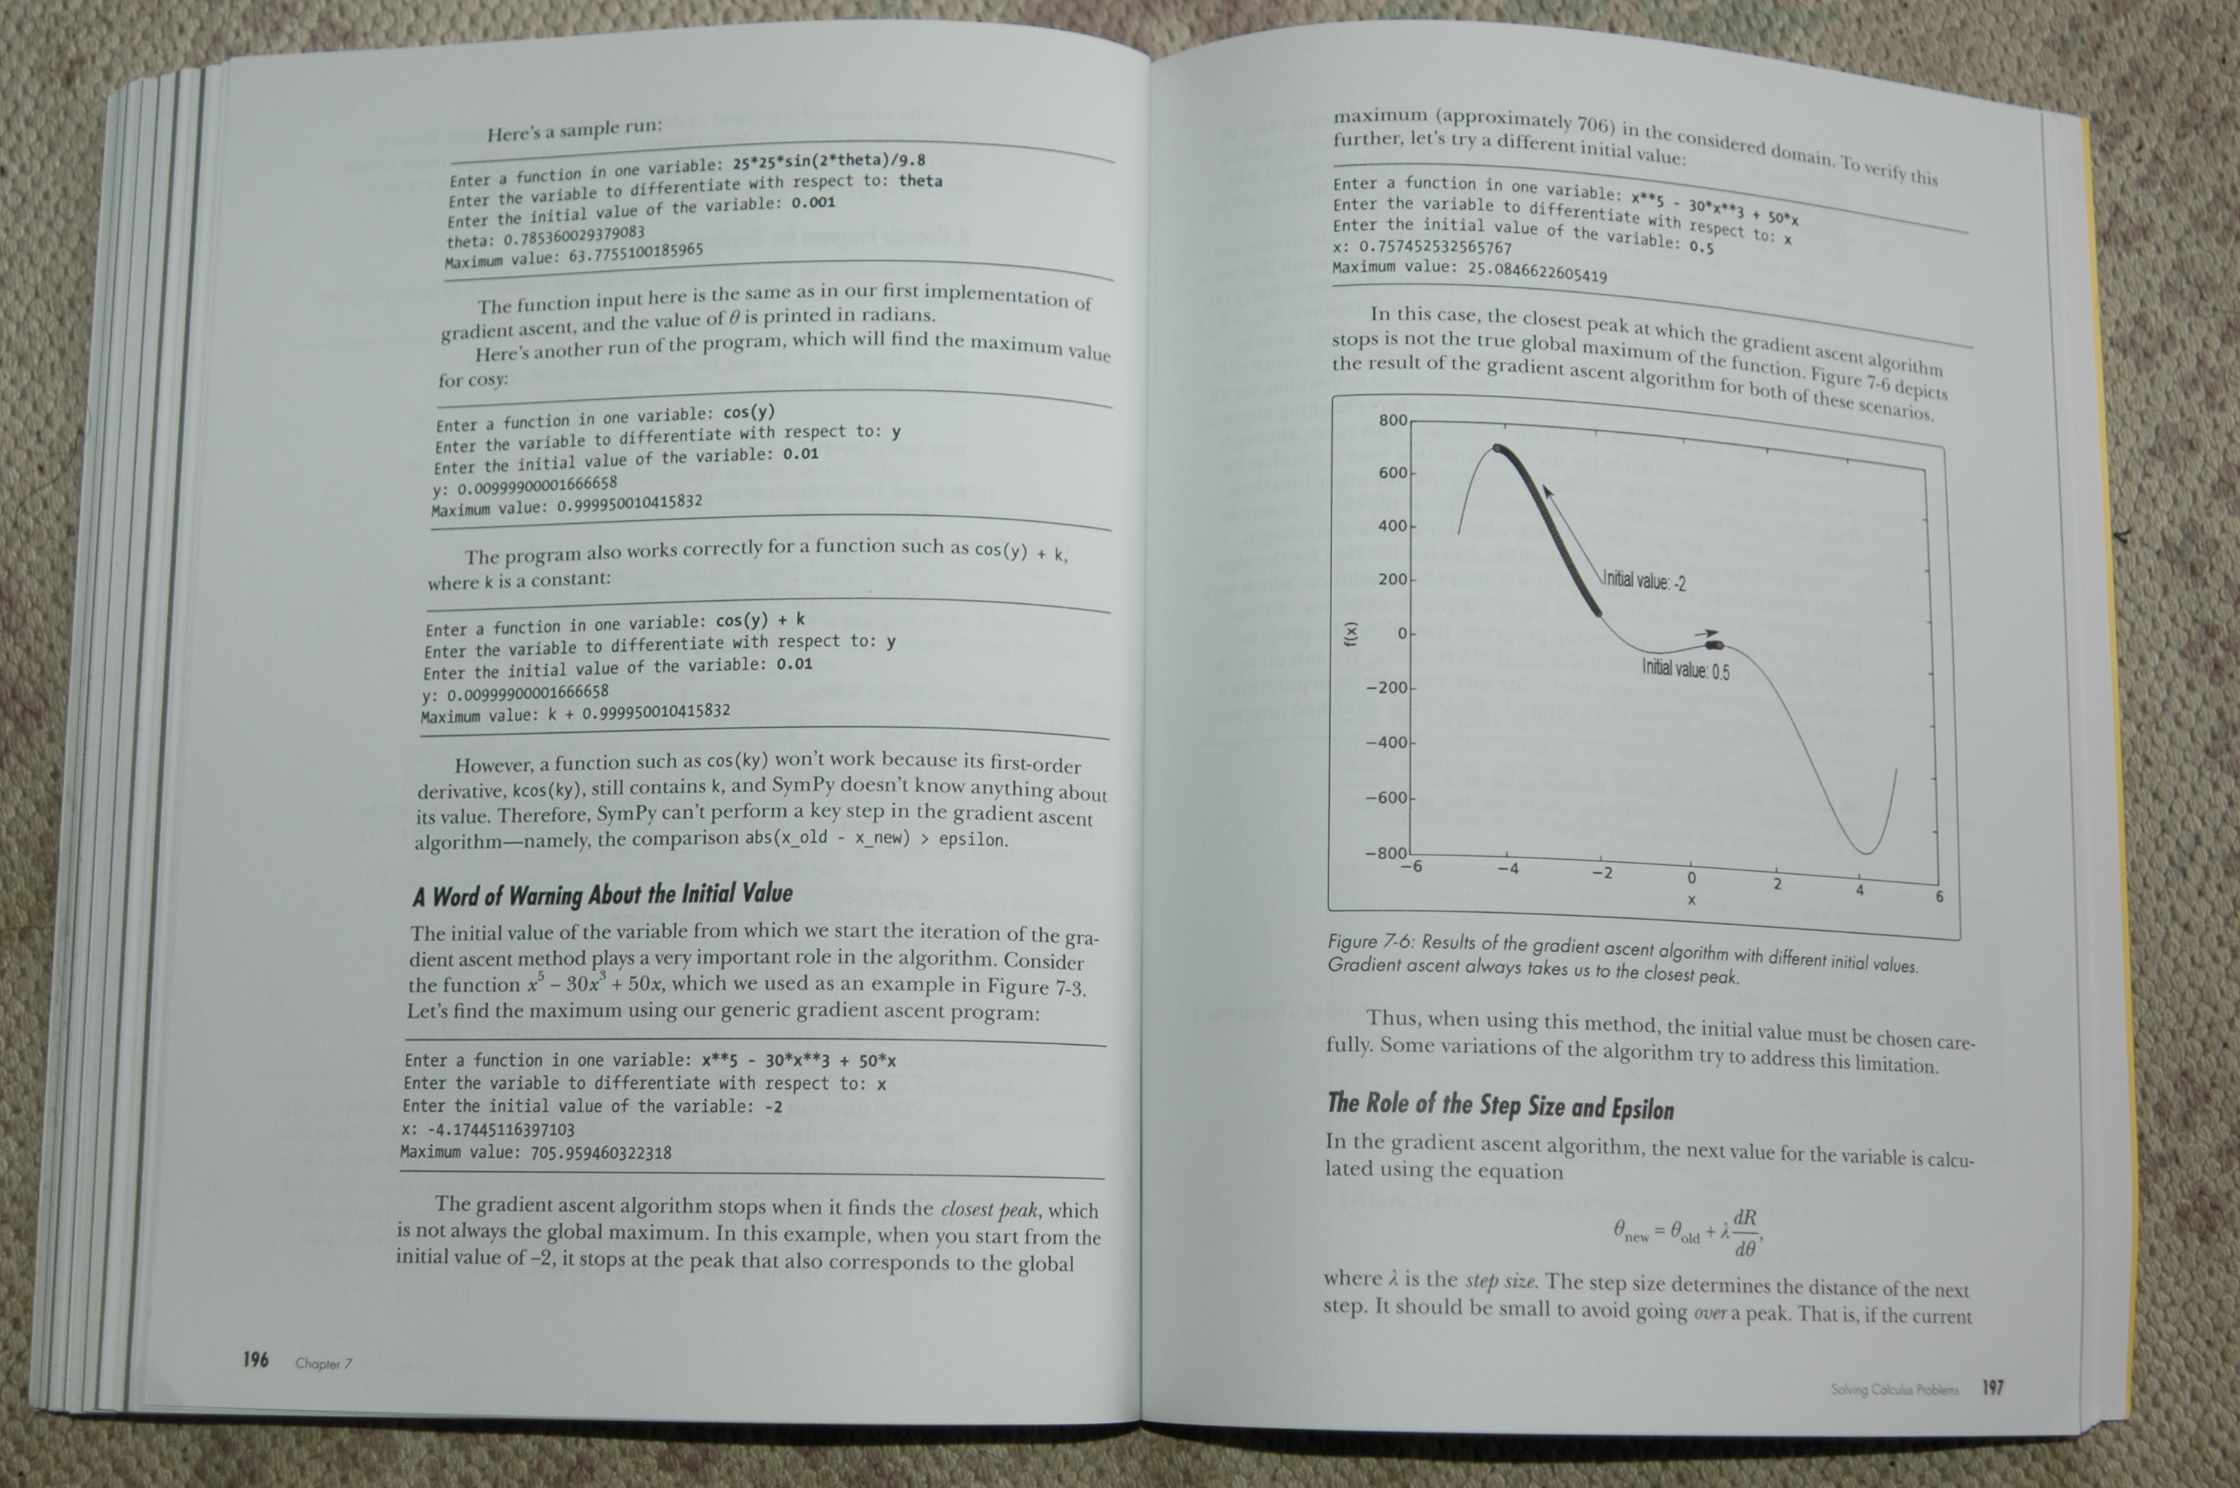 Here's a sample run:
Enter a function in one variable: 25*25*sin(2*theta)/9.8
Enter the variable to differentiate with respect to: theta
Enter the initial value of the variable: 0.001
theta: 0.785360029379083
Maximum value: 63.7755100185965
The function input here is the same as in our first implementation of
gradient ascent, and the value of θ is printed in radians.
Here's another run of the program, which will find the maximum value
for cosy:
Enter a function in one variable: cos(y)
Enter the variable to differentiate with respect to: y
Enter the initial value of the variable: 0.01
y: 0.00999900001666658
Maximum value: 0.999950010415832
The program also works correctly for a function such as cos(y) + k,
where k is a constant:
Enter a function in one variable: cos(y) + k
Enter the variable to differentiate with respect to: y
Enter the initial value of the variable: 0.01
y: 0.00999900001666658
Maximum value: k + 0.999950010415832
However, a function such as cos(ky) won't work because its first-order
derivative, kcos(ky), still contains k, and SymPy doesn't know anything about
its value. Therefore, SymPy can't perform a key step in the gradient ascent
algorithm—namely, the comparison abs(x_old - x_new) > epsilon.
A Word of Warning About the Initial Value
The initial value of the variable from which we start the iteration of the gra-
dient ascent method plays a very important role in the algorithm. Consider
the function x⁵ − 30x³ + 50x, which we used as an example in Figure 7-3.
Let's find the maximum using our generic gradient ascent program:
Enter a function in one variable: x**5 - 30*x**3 + 50*x
Enter the variable to differentiate with respect to: x
Enter the initial value of the variable: -2
x: -4.17445116397103
Maximum value: 705.959460322318
The gradient ascent algorithm stops when it finds the closest peak, which
is not always the global maximum. In this example, when you start from the
initial value of −2, it stops at the peak that also corresponds to the global
196 Chapter 7
maximum (approximately 706) in the considered domain. To verify this
further, let's try a different initial value:
Enter a function in one variable: x**5 - 30*x**3 + 50*x
Enter the variable to differentiate with respect to: x
Enter the initial value of the variable: 0.5
x: 0.757452532565767
Maximum value: 25.0846622605419
In this case, the closest peak at which the gradient ascent algorithm
stops is not the true global maximum of the function. Figure 7-6 depicts
the result of the gradient ascent algorithm for both of these scenarios.
800
600
400
200
0
−200
−400
−600
−800
f(x)
Initial value: -2
Initial value: 0.5
−6 −4 −2 0 2 4 6
x
Figure 7-6: Results of the gradient ascent algorithm with different initial values.
Gradient ascent always takes us to the closest peak.
Thus, when using this method, the initial value must be chosen care-
fully. Some variations of the algorithm try to address this limitation.
The Role of the Step Size and Epsilon
In the gradient ascent algorithm, the next value for the variable is calcu-
lated using the equation
θnew = θold + λ dR/dθ,
where λ is the step size. The step size determines the distance of the next
step. It should be small to avoid going over a peak. That is, if the current
Solving Calculus Problems 197